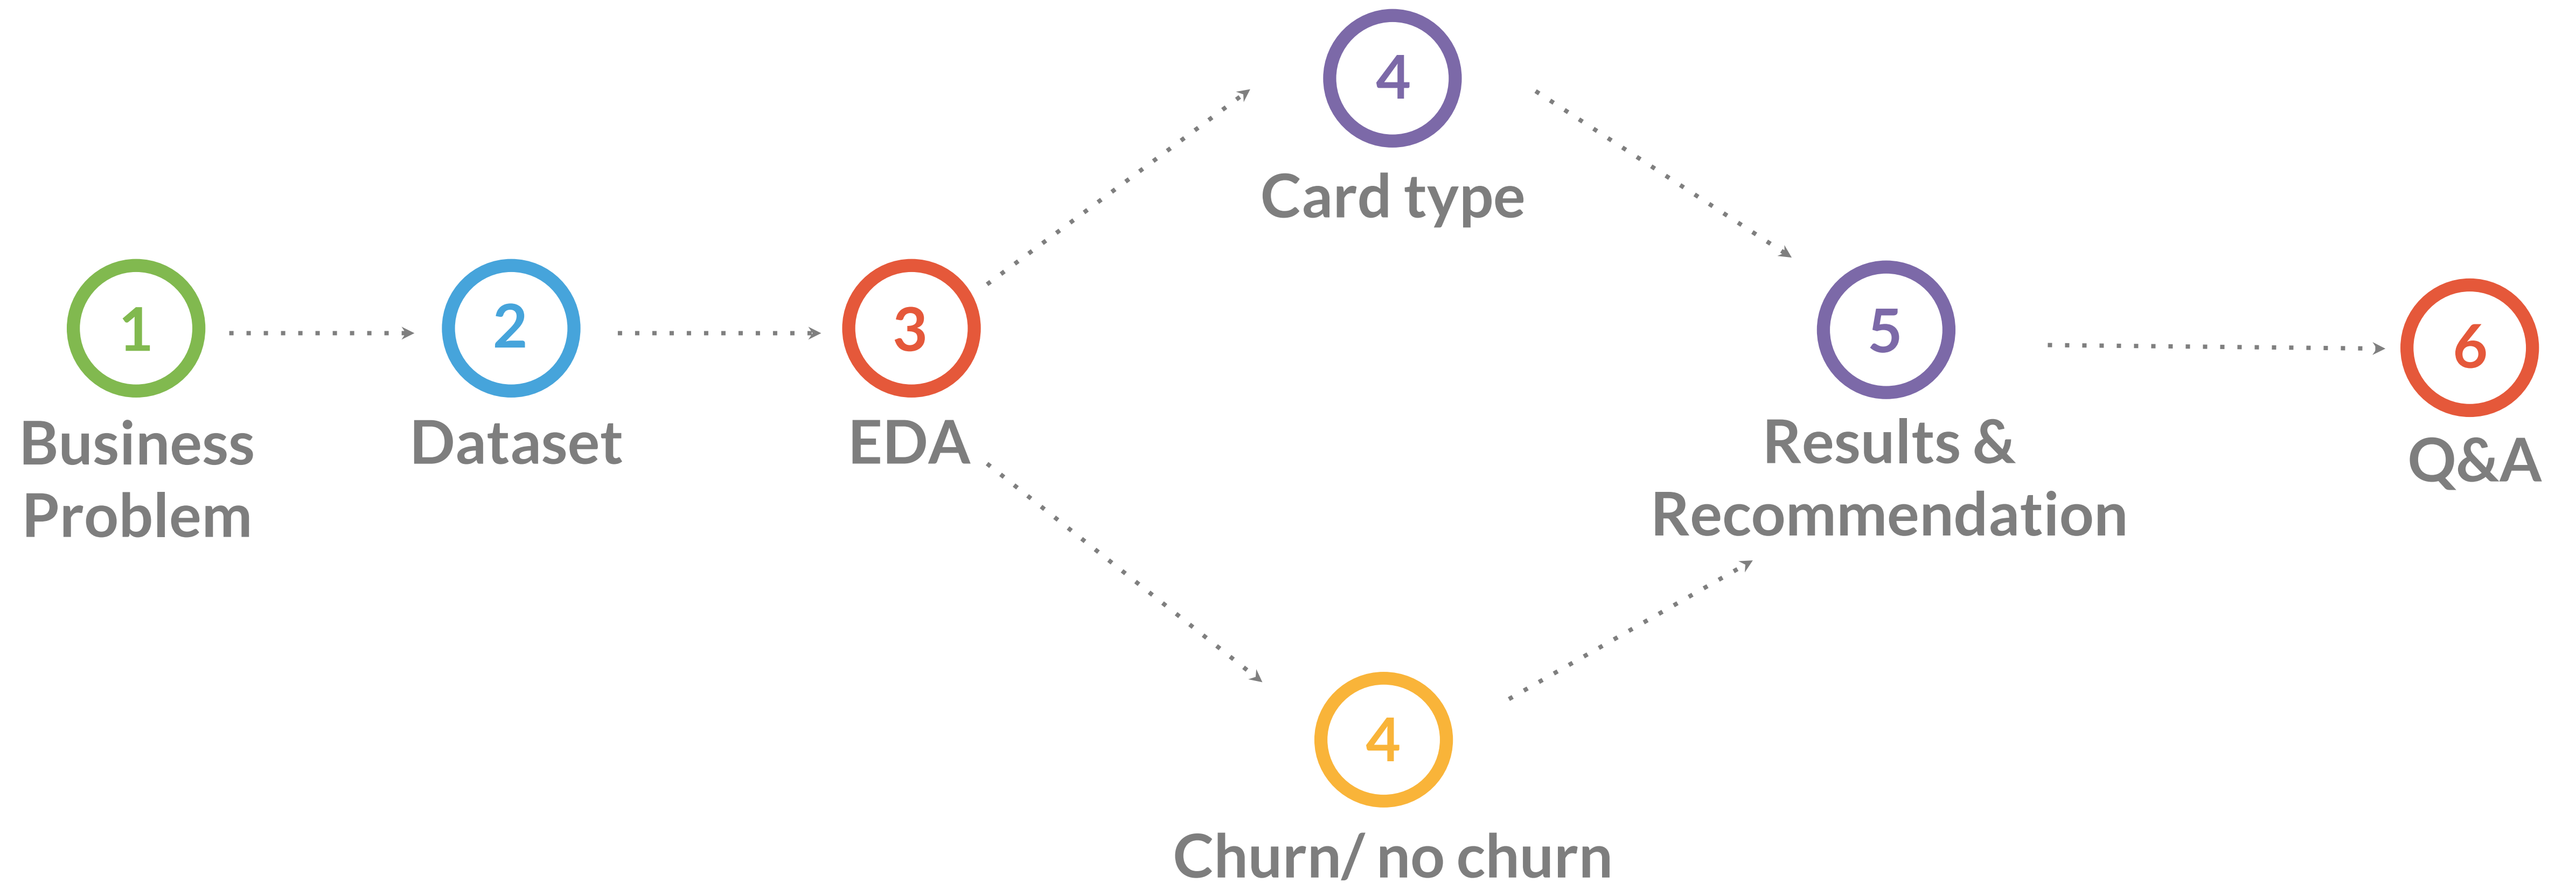 1
Business
Problem
2
Dataset
3
EDA
4
Card type
4
Churn/ no churn
5
Results &
Recommendation
6
Q&A